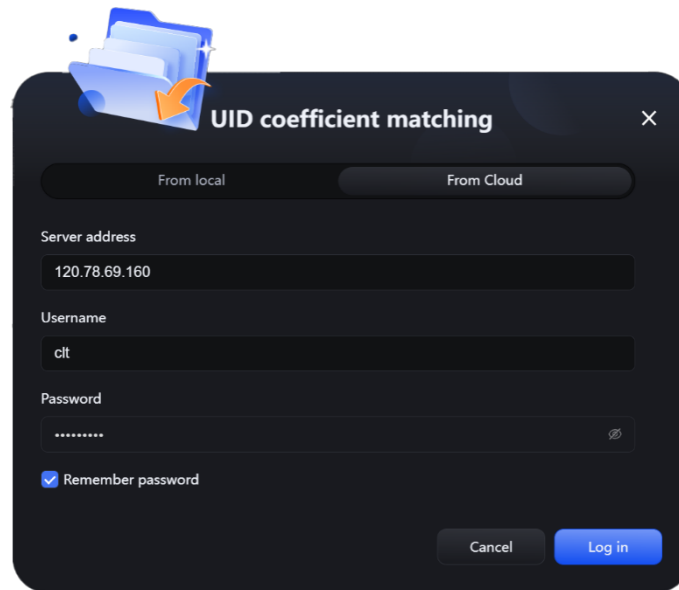 UID coefficient matching
From local
From Cloud
Server address
120.78.69.160
Username
clt
Password
•••••••••
Remember password
Cancel
Log in